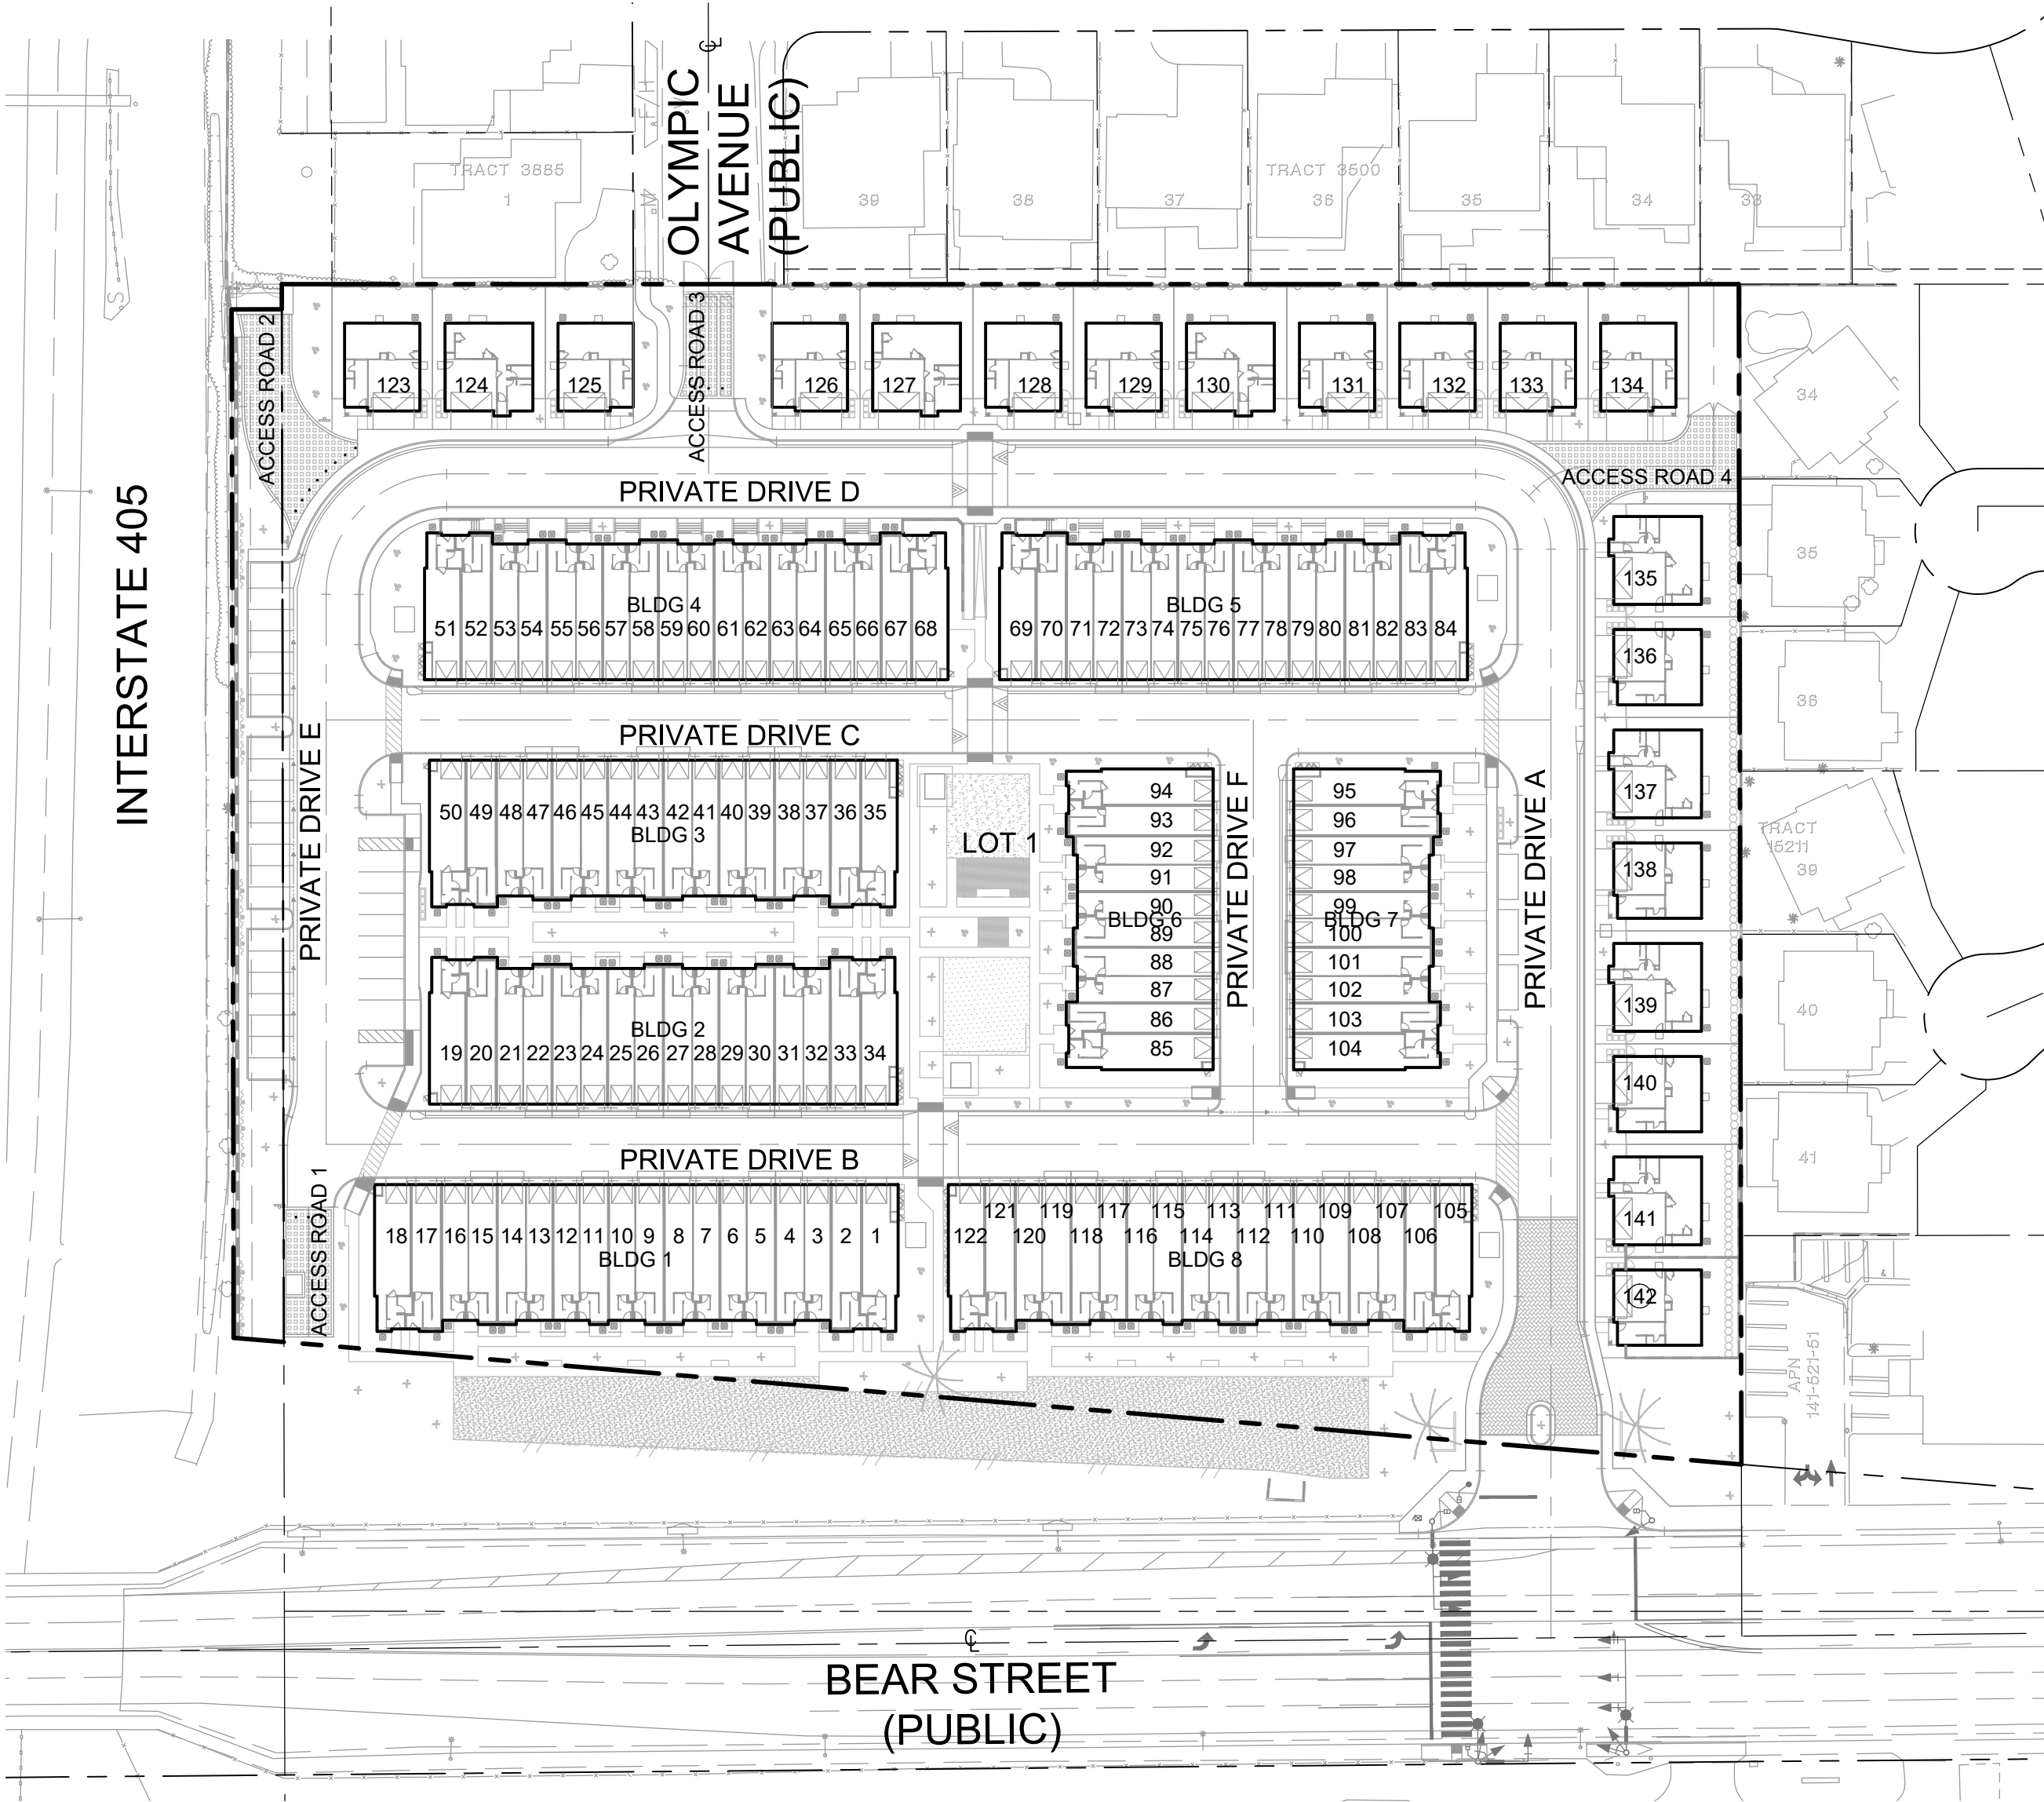 OLYMPIC
AVENUE
(PUBLIC)
TRACT 3885
1
39
38
37
TRACT 3500
36
35
34
33
ACCESS ROAD 2
ACCESS ROAD 3
123
124
125
126
127
128
129
130
131
132
133
134
34
ACCESS ROAD 4
PRIVATE DRIVE D
INTERSTATE 405
BLDG 4
51 52 53 54 55 56 57 58 59 60 61 62 63 64 65 66 67 68
BLDG 5
69 70 71 72 73 74 75 76 77 78 79 80 81 82 83 84
135
35
136
36
PRIVATE DRIVE C
PRIVATE DRIVE E
50 49 48 47 46 45 44 43 42 41 40 39 38 37 36 35
BLDG 3
LOT 1
94
93
92
91
90
BLDG 6
89
88
87
86
85
PRIVATE DRIVE F
95
96
97
98
99
BLDG 7
100
101
102
103
104
PRIVATE DRIVE A
137
TRACT
15211
39
138
139
40
140
41
BLDG 2
19 20 21 22 23 24 25 26 27 28 29 30 31 32 33 34
PRIVATE DRIVE B
ACCESS ROAD 1
18 17 16 15 14 13 12 11 10 9 8 7 6 5 4 3 2 1
BLDG 1
121 119 117 115 113 111 109 107 105
122 120 118 116 114 112 110 108 106
BLDG 8
141
142
APN
141-521-51
BEAR STREET
(PUBLIC)